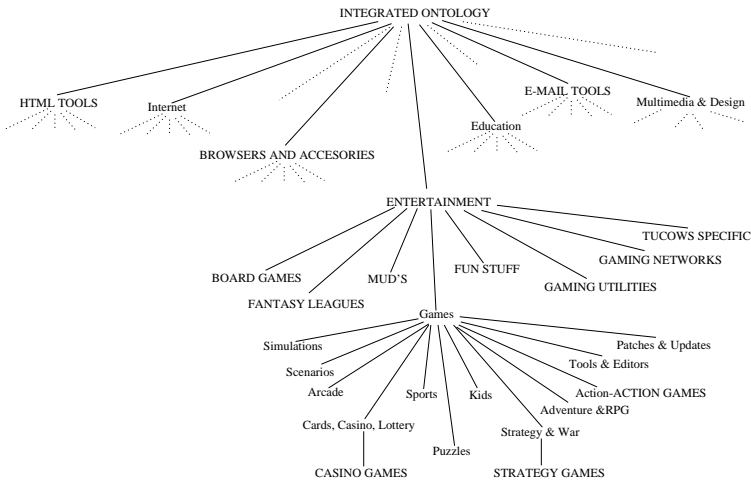 INTEGRATED ONTOLOGY
E-MAIL TOOLS
HTML TOOLS
Internet
Multimedia & Design
Education
BROWSERS AND ACCESORIES
ENTERTAINMENT
TUCOWS SPECIFIC
GAMING NETWORKS
FUN STUFF
BOARD GAMES
MUD'S
GAMING UTILITIES
FANTASY LEAGUES
Games
Simulations
Patches & Updates
Tools & Editors
Scenarios
Arcade
Sports
Kids
Action-ACTION GAMES
Adventure &RPG
Cards, Casino, Lottery
Strategy & War
Puzzles
CASINO GAMES
STRATEGY GAMES